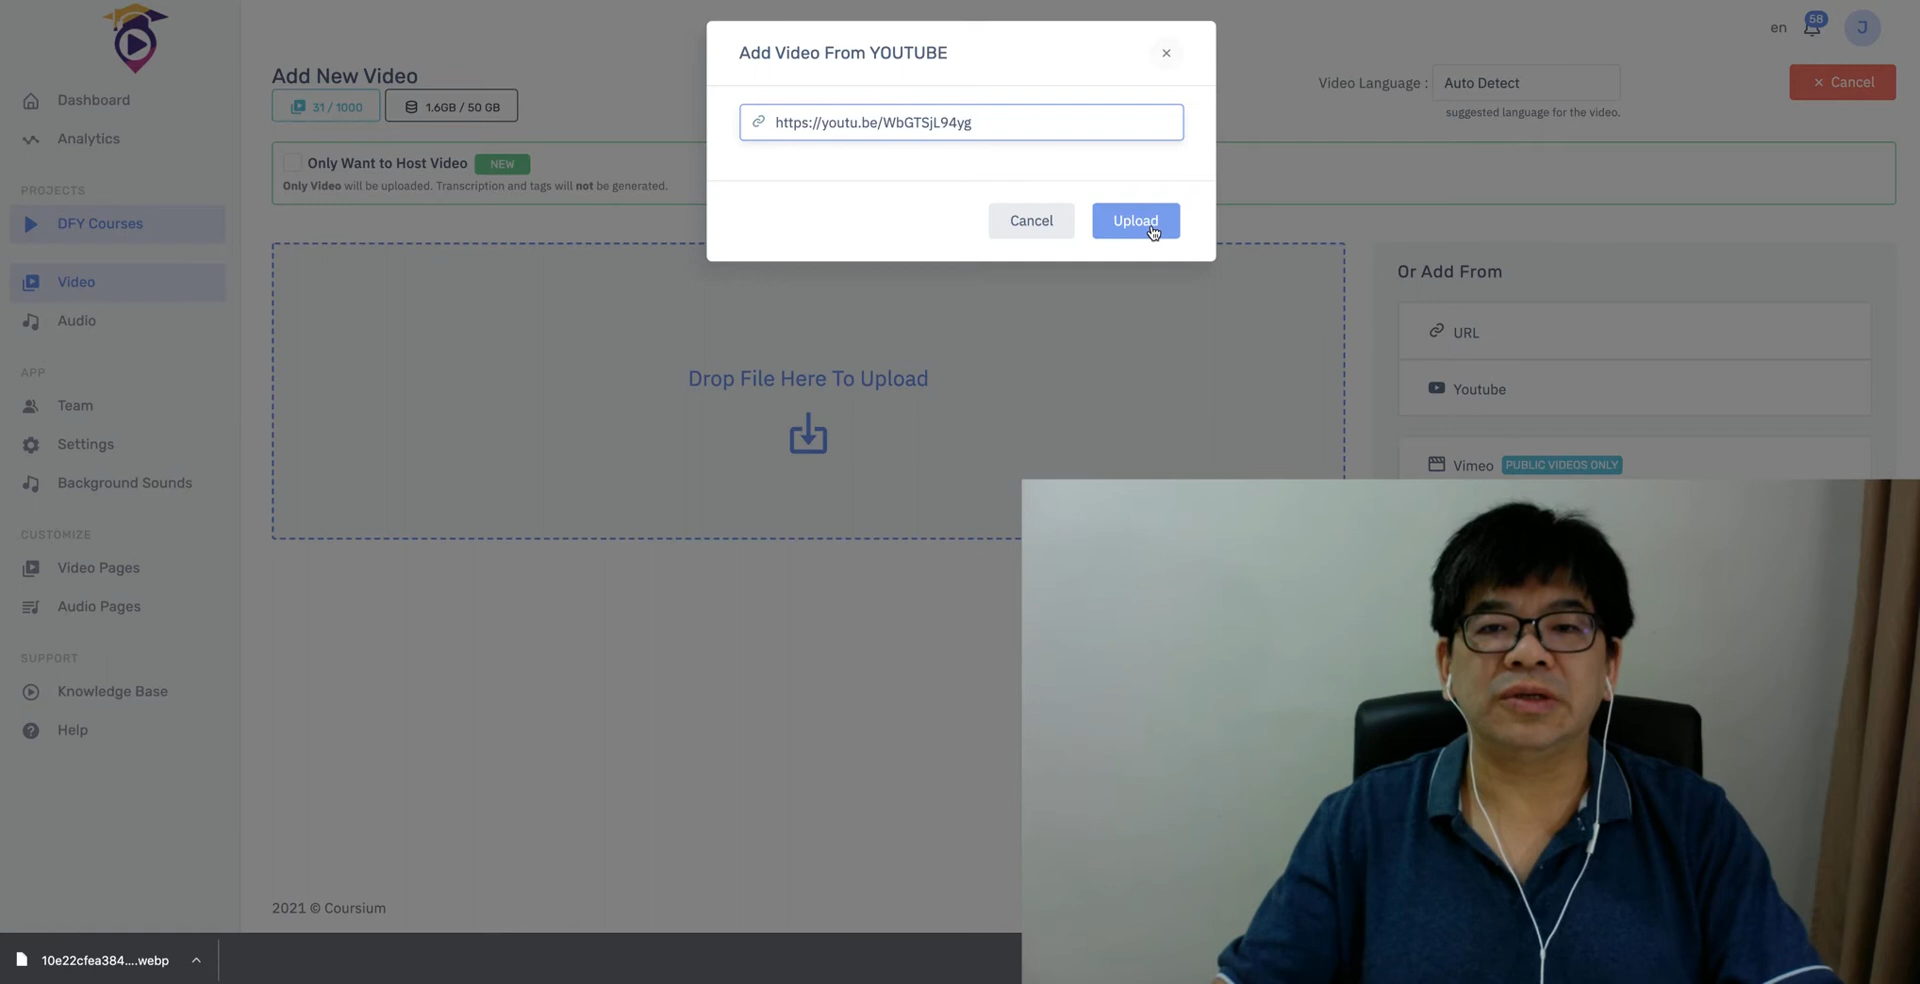 Add Video From YOUTUBE
×
https://youtu.be/WbGTSjL94yg
Cancel
Upload
en
58
J
Add New Video
31 / 1000
1.6GB / 50 GB
Video Language :
Auto Detect
suggested language for the video.
× Cancel
Only Want to Host Video NEW
Only Video will be uploaded. Transcription and tags will not be generated.
Dashboard
Analytics
PROJECTS
DFY Courses
Video
Audio
APP
Team
Settings
Background Sounds
CUSTOMIZE
Video Pages
Audio Pages
SUPPORT
Knowledge Base
Help
Drop File Here To Upload
Or Add From
URL
Youtube
Vimeo PUBLIC VIDEOS ONLY
2021 © Coursium
10e22cfea384....webp